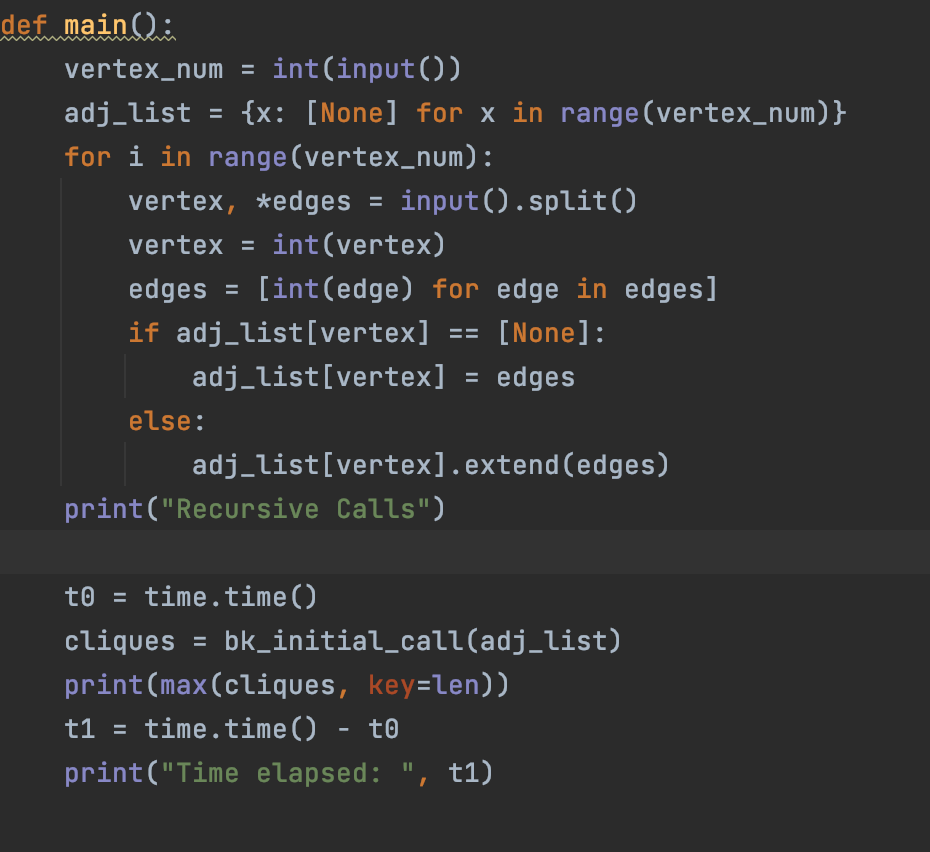 def main():
    vertex_num = int(input())
    adj_list = {x: [None] for x in range(vertex_num)}
    for i in range(vertex_num):
        vertex, *edges = input().split()
        vertex = int(vertex)
        edges = [int(edge) for edge in edges]
        if adj_list[vertex] == [None]:
            adj_list[vertex] = edges
        else:
            adj_list[vertex].extend(edges)
    print("Recursive Calls")

    t0 = time.time()
    cliques = bk_initial_call(adj_list)
    print(max(cliques, key=len))
    t1 = time.time() - t0
    print("Time elapsed: ", t1)